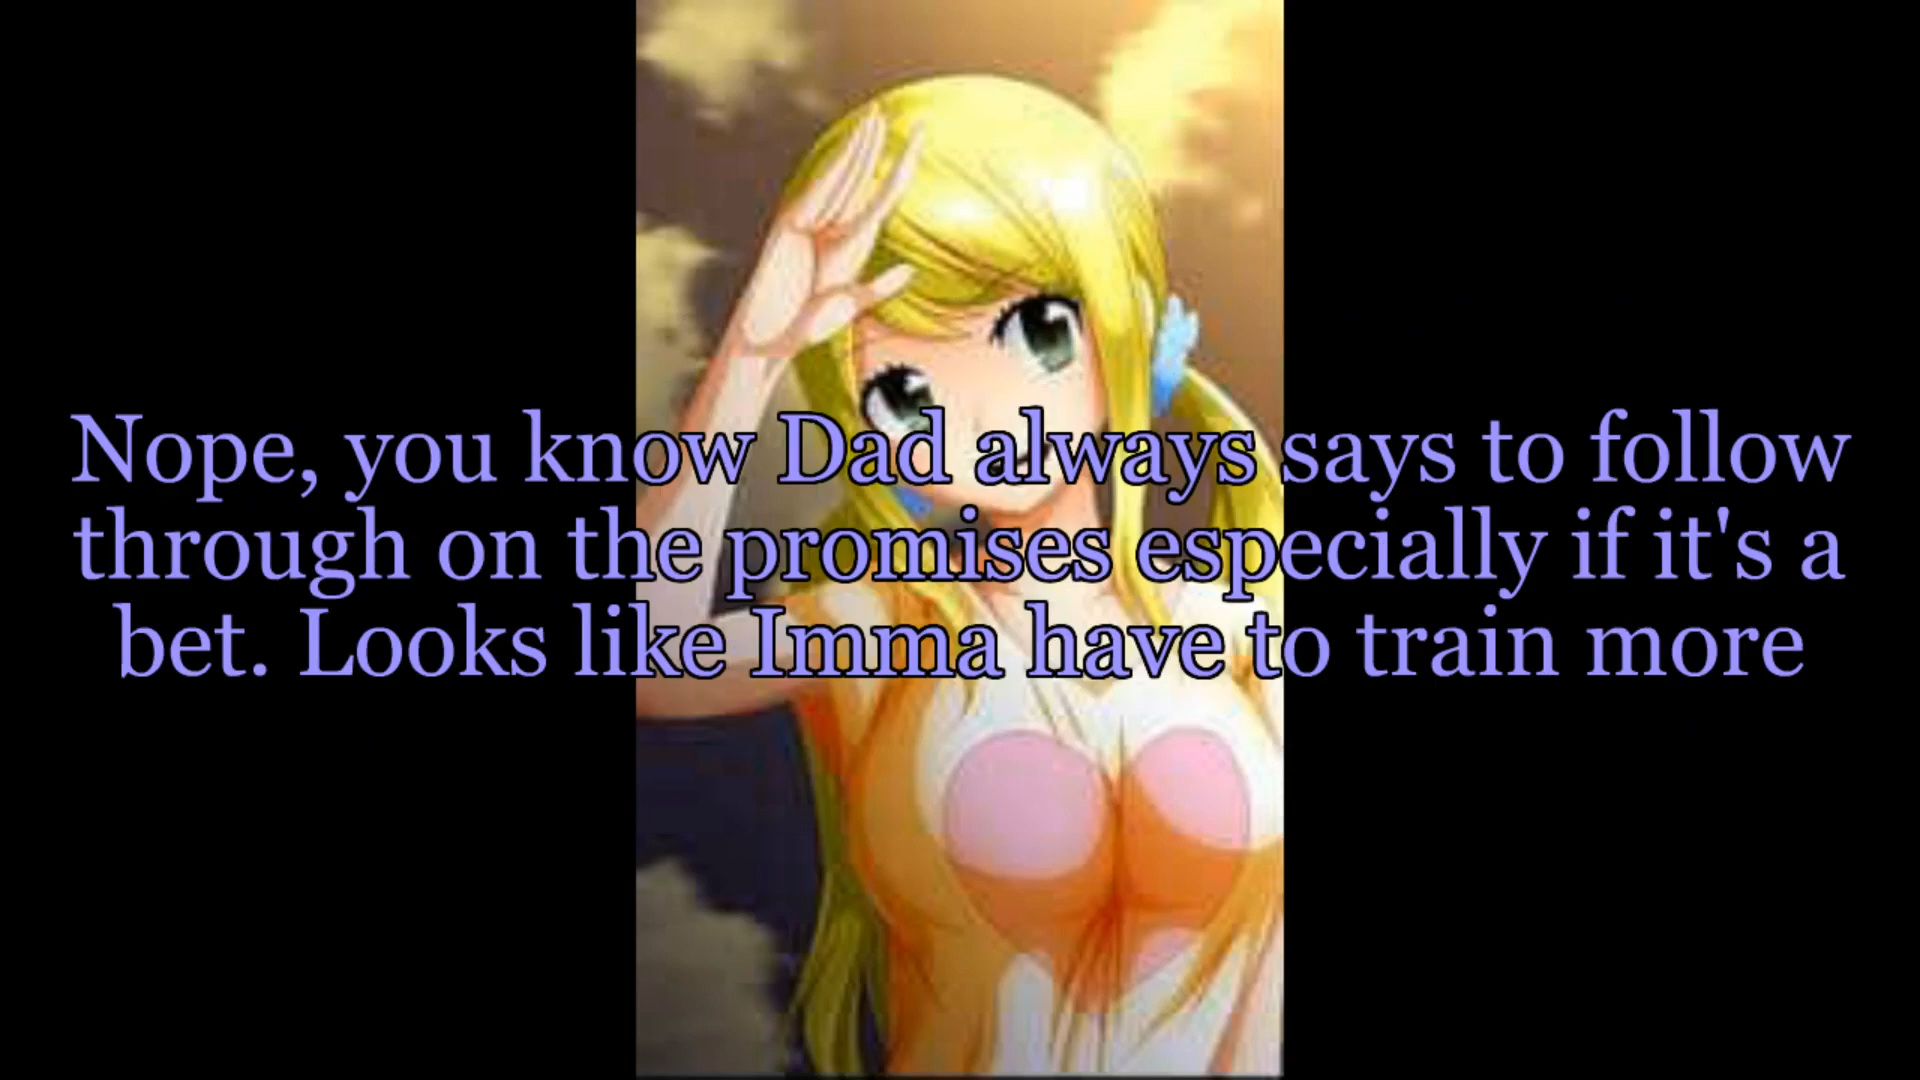 Nope, you know Dad always says to follow
through on the promises especially if it's a
bet. Looks like Imma have to train more